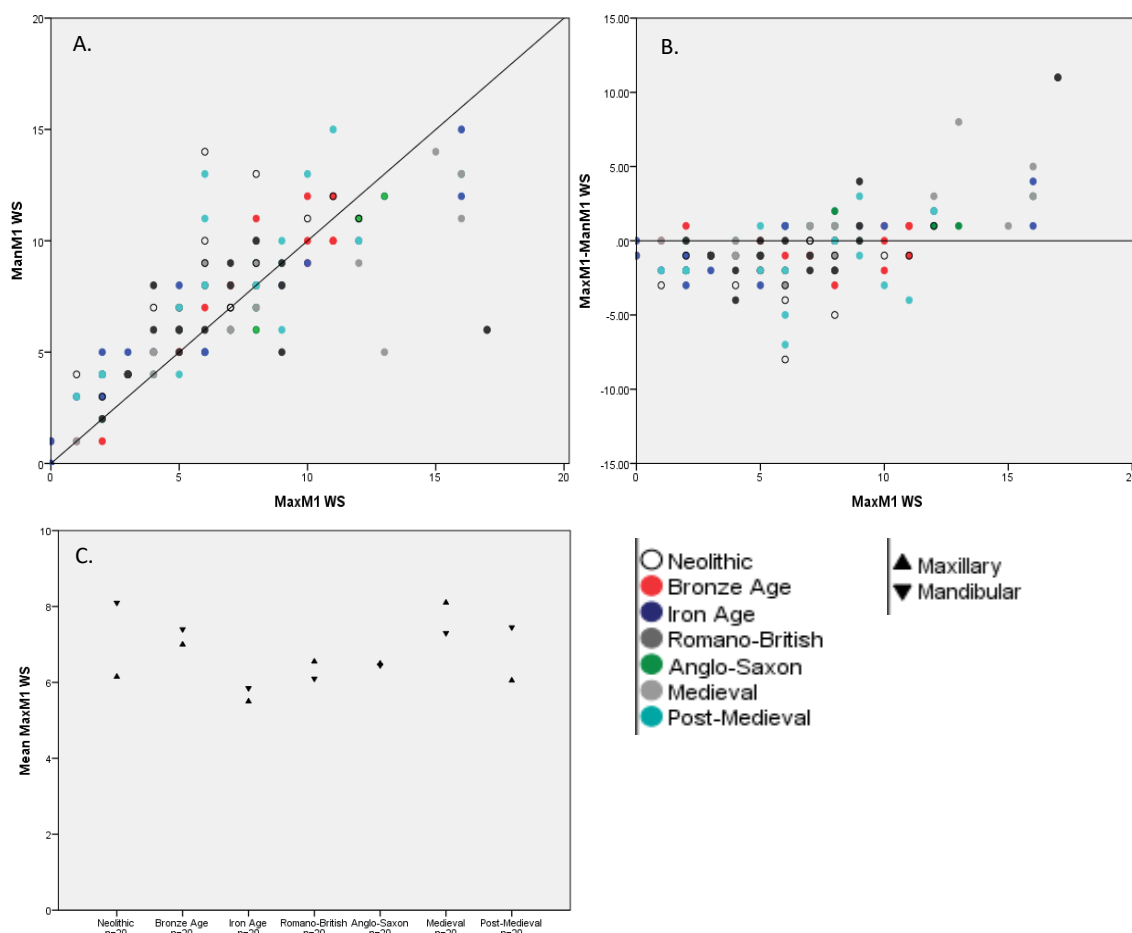 A.
20
15
10
5
0
ManM1 WS
0 5 10 15 20
MaxM1 WS
B.
15.00
10.00
5.00
.00
-5.00
-10.00
-15.00
MaxM1-ManM1 WS
0 5 10 15 20
MaxM1 WS
C.
10
8
6
4
2
0
Mean MaxM1 WS
Neolithic Bronze Age Iron Age Romano-British Anglo-Saxon Medieval Post-Medieval
Neolithic
Bronze Age
Iron Age
Romano-British
Anglo-Saxon
Medieval
Post-Medieval
Maxillary
Mandibular